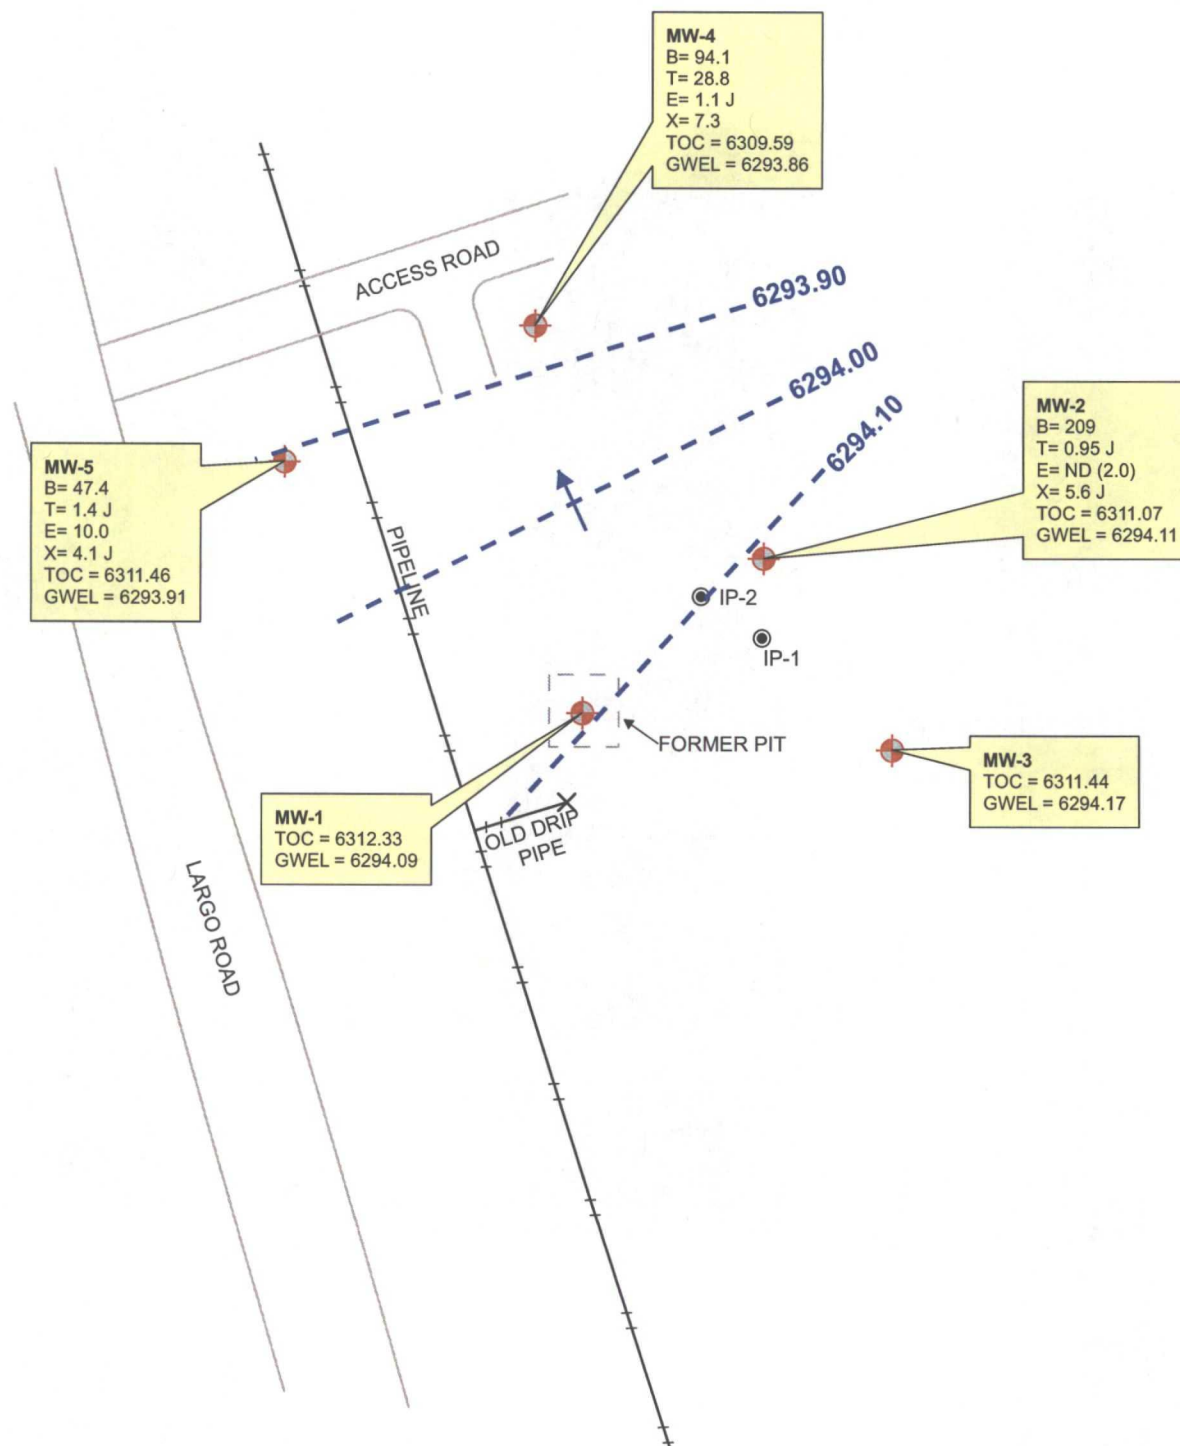 MW-4
B= 94.1
T= 28.8
E= 1.1 J
X= 7.3
TOC = 6309.59
GWEL = 6293.86
ACCESS ROAD
6293.90
6294.00
6294.10
MW-2
B= 209
T= 0.95 J
E= ND (2.0)
X= 5.6 J
TOC = 6311.07
GWEL = 6294.11
MW-5
B= 47.4
T= 1.4 J
E= 10.0
X= 4.1 J
TOC = 6311.46
GWEL = 6293.91
PIPELINE
IP-2
IP-1
FORMER PIT
MW-3
TOC = 6311.44
GWEL = 6294.17
MW-1
TOC = 6312.33
GWEL = 6294.09
OLD DRIP
PIPE
LARGO ROAD